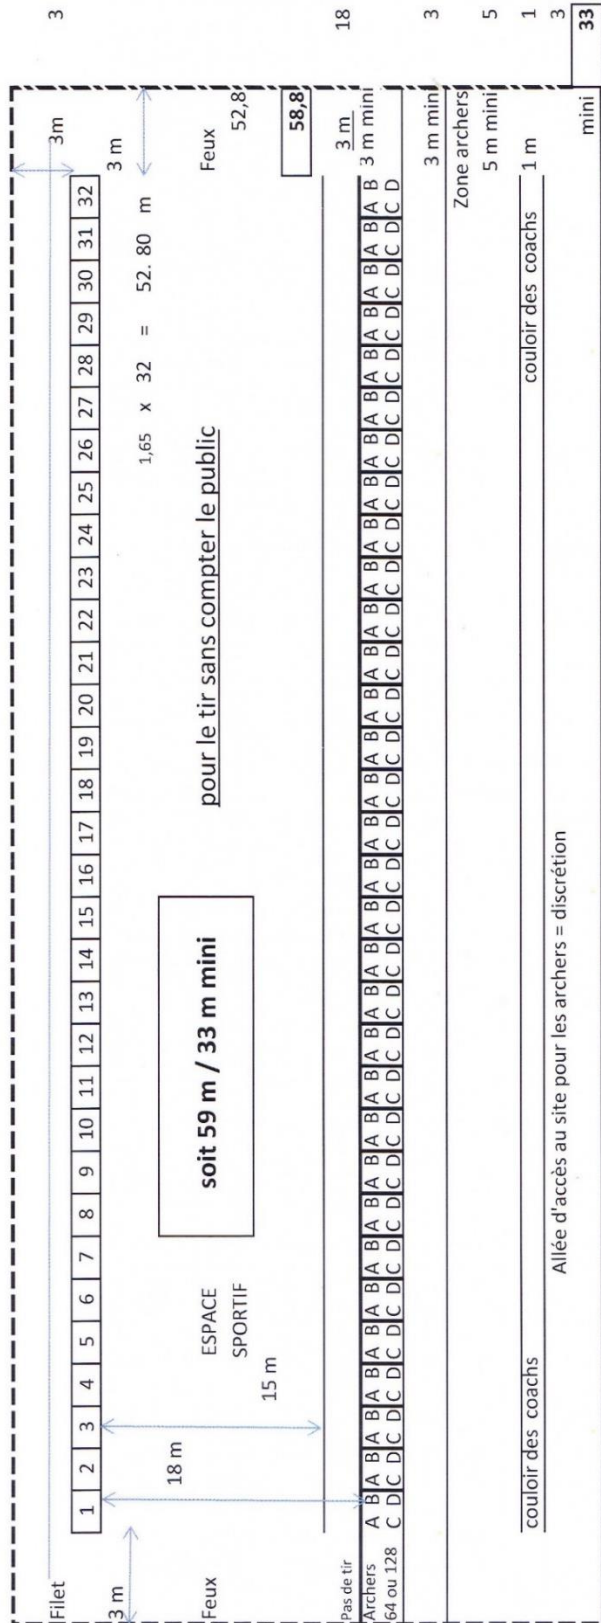 3
3m
Filet
3 m
3 m
1 2 3 4 5 6 7 8 9 10 11 12 13 14 15 16 17 18 19 20 21 22 23 24 25 26 27 28 29 30 31 32
1,65 x 32 = 52. 80 m
18 m
ESPACE
SPORTIF
15 m
soit 59 m / 33 m mini
pour le tir sans compter le public
Feux
Feux
52,8
58,8
Pas de tir
3 m
18
Archers
64 ou 128
3 m mini
A B A B A B A B A B A B A B A B A B A B A B A B A B A B A B A B A B A B A B A B A B A B A B A B A B A B A B A B A B A B A B A B
C D C D C D C D C D C D C D C D C D C D C D C D C D C D C D C D C D C D C D C D C D C D C D C D C D C D C D C D C D C D C D C D
3 m mini
3
Zone archers
5 m mini
5
couloir des coachs
couloir des coachs
1 m
1
Allée d'accès au site pour les archers = discrétion
3
mini
33